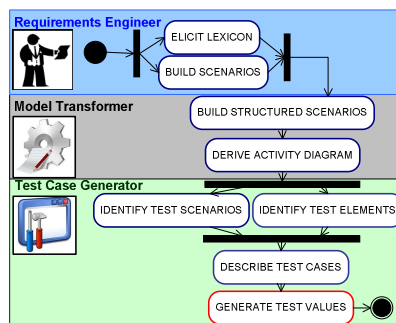 Requirements Engineer
ELICIT LEXICON
BUILD SCENARIOS
Model Transformer
BUILD STRUCTURED SCENARIOS
DERIVE ACTIVITY DIAGRAM
Test Case Generator
IDENTIFY TEST SCENARIOS
IDENTIFY TEST ELEMENTS
DESCRIBE TEST CASES
GENERATE TEST VALUES